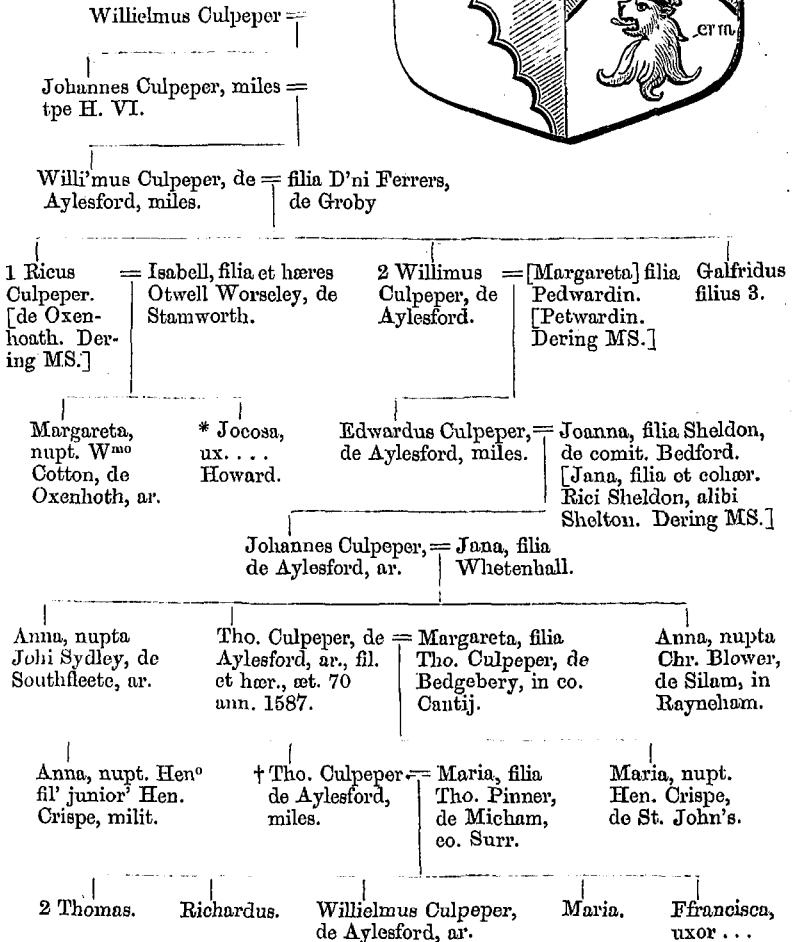 Willielmus Culpeper =
erm
Johannes Culpeper, miles =
tpe H. VI.
Willi'mus Culpeper, de = filia D'ni Ferrers,
Aylesford, miles. de Groby
1 Ricus
Culpeper.
[de Oxen-
hoath. Der-
ing MS.]
= Isabell, filia et hæres
Otwell Worseley, de
Stamworth.
2 Willimus
Culpeper, de
Aylesford.
= [Margareta] filia
Pedwardin.
[Petwardin.
Dering MS.]
Galfridus
filius 3.
Margareta,
nupt. Wmo
Cotton, de
Oxenhoth, ar.
* Jocosa,
ux. . . .
Howard.
Edwardus Culpeper, =
de Aylesford, miles.
Joanna, filia Sheldon,
de comit. Bedford.
[Jana, filia et cohær.
Rici Sheldon, alibi
Shelton. Dering MS.]
Johannes Culpeper, =
de Aylesford, ar.
Jana, filia
Whetenhall.
Anna, nupta
Johi Sydley, de
Southfleete, ar.
Tho. Culpeper, de =
Aylesford, ar., fil.
et hær., æt. 70
ann. 1587.
Margareta, filia
Tho. Culpeper, de
Bedgebery, in co.
Cantij.
Anna, nupta
Chr. Blower,
de Silam, in
Rayneham.
Anna, nupt. Henº
fil' junior' Hen.
Crispe, milit.
† Tho. Culpeper =
de Aylesford,
miles.
Maria, filia
Tho. Pinner,
de Micham,
co. Surr.
Maria, nupt.
Hen. Crispe,
de St. John's.
2 Thomas.
Richardus.
Willielmus Culpeper,
de Aylesford, ar.
Maria.
Ffrancisca,
uxor . . .